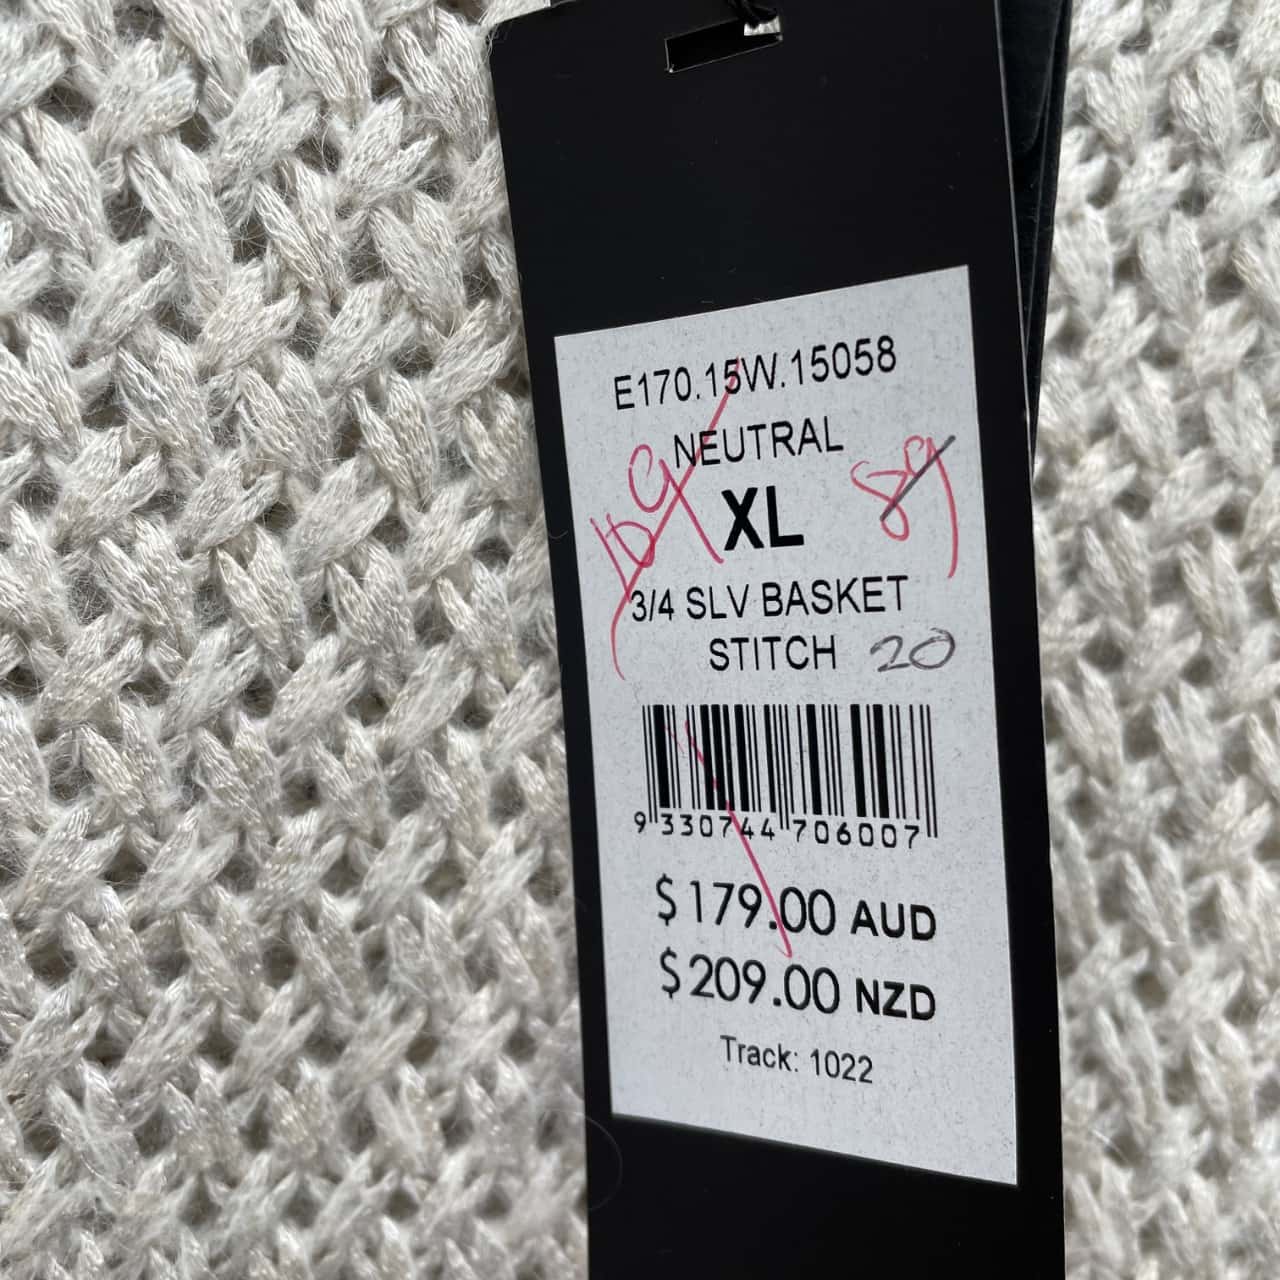 E170.15W.15058
NEUTRAL
169
XL
89
3/4 SLV BASKET
STITCH 20
9 330744 706007
$179.00 AUD
$209.00 NZD
Track: 1022